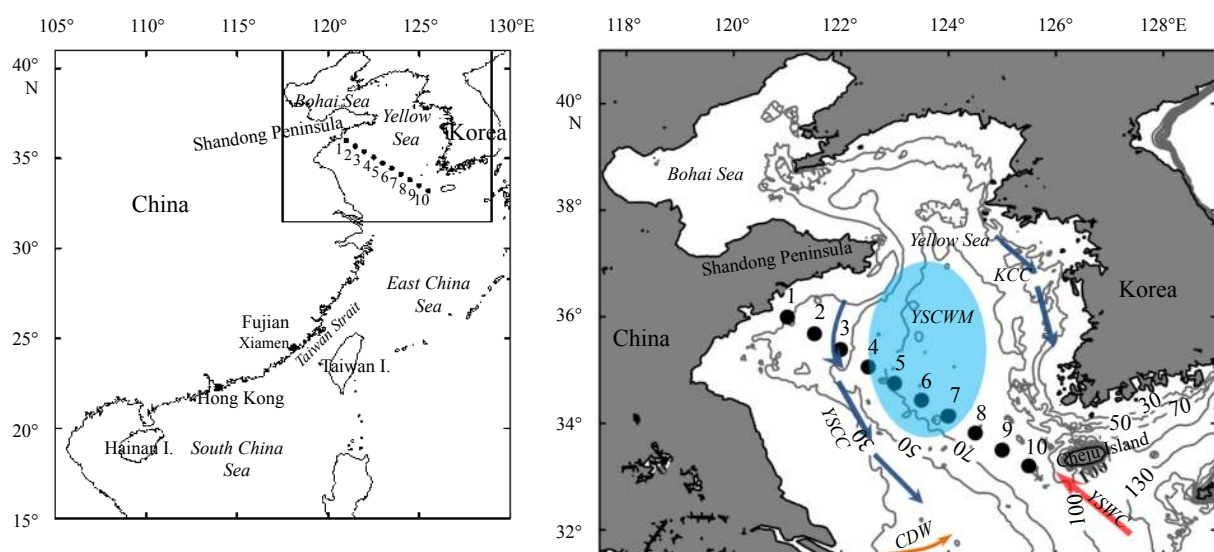 105° 110° 115° 120° 125° 130°E
40°
N
35°
30°
25°
20°
15°
Bohai Sea
Yellow
Sea
Korea
Shandong Peninsula
1 2 3 4 5 6 7 8 9 10
China
East China
Sea
Taiwan Strait
Fujian
Xiamen
Taiwan I.
Hong Kong
Hainan I.
South China
Sea
118° 120° 122° 124° 126° 128°E
40°
N
38°
36°
34°
32°
Bohai Sea
Yellow Sea
Shandong Peninsula
KCC
Korea
China
YSCWM
1
2
3
4
5
6
7
8
9
10
YSCC
30
50
70
30
50
70
Cheju Island
100
130
100
YSWC
CDW